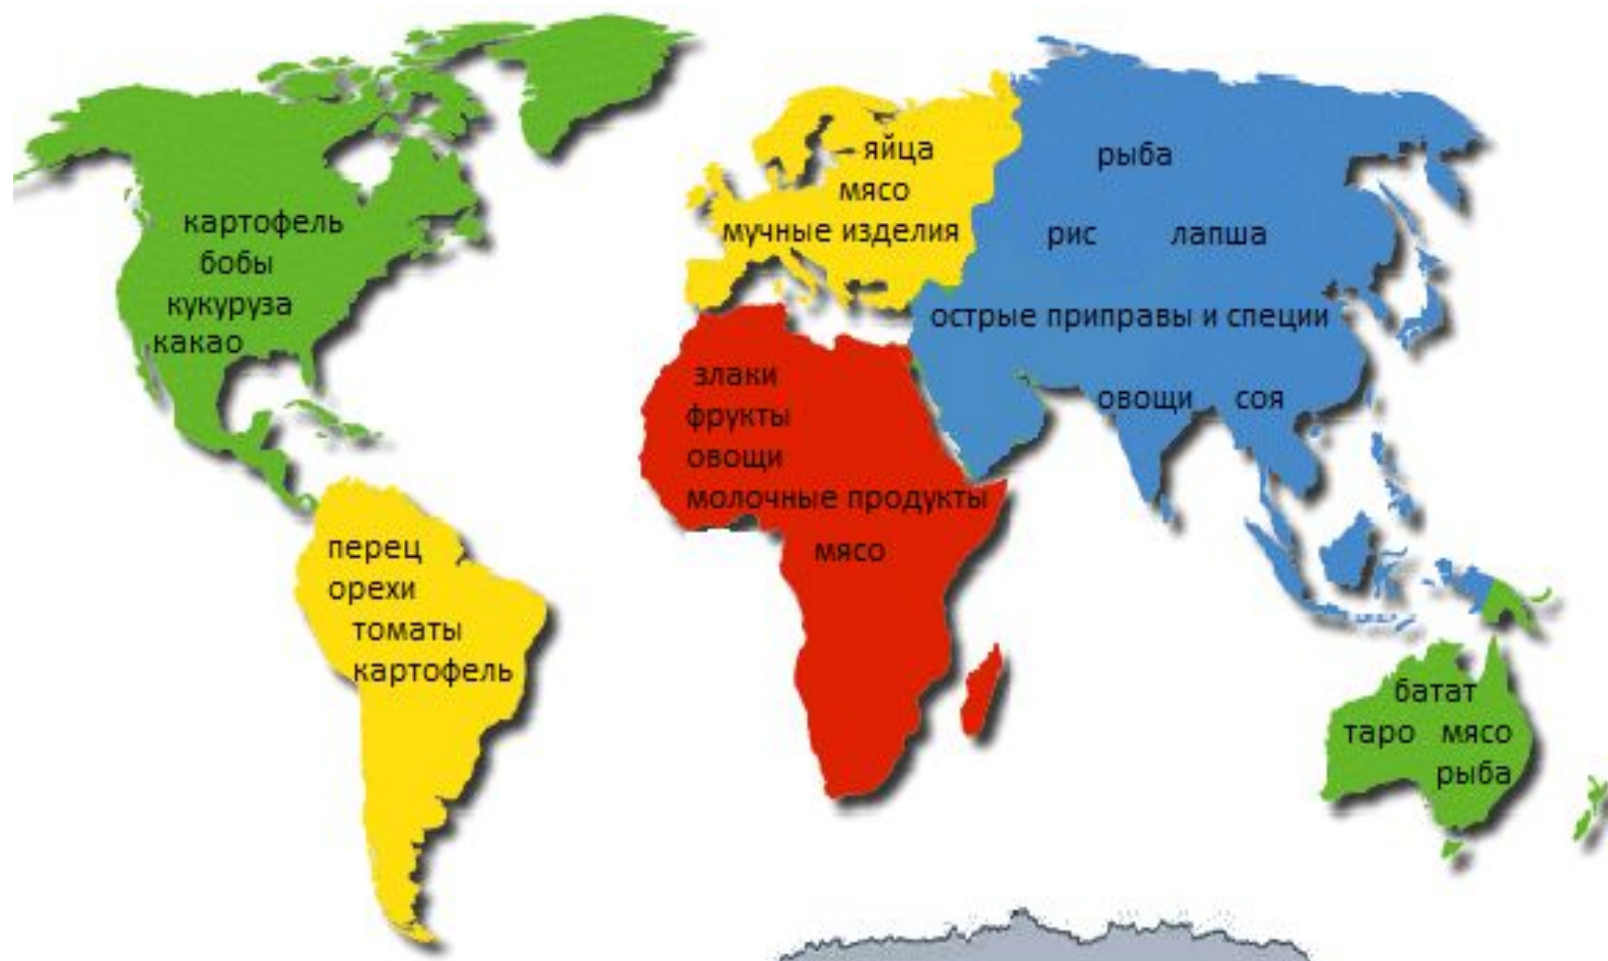 картофель
бобы
кукуруза
какао
перец
орехи
томаты
картофель
яйца
мясо
мучные изделия
злаки
фрукты
овощи
молочные продукты
мясо
рыба
рис лапша
острые приправы и специи
овощи соя
батат
таро мясо
рыба